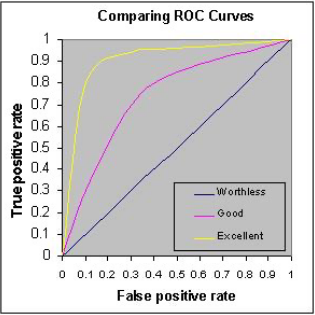 Comparing ROC Curves
True positive rate
1
0.9
0.8
0.7
0.6
0.5
0.4
0.3
0.2
0.1
0
Worthless
Good
Excellent
0 0.1 0.2 0.3 0.4 0.5 0.6 0.7 0.8 0.9 1
False positive rate